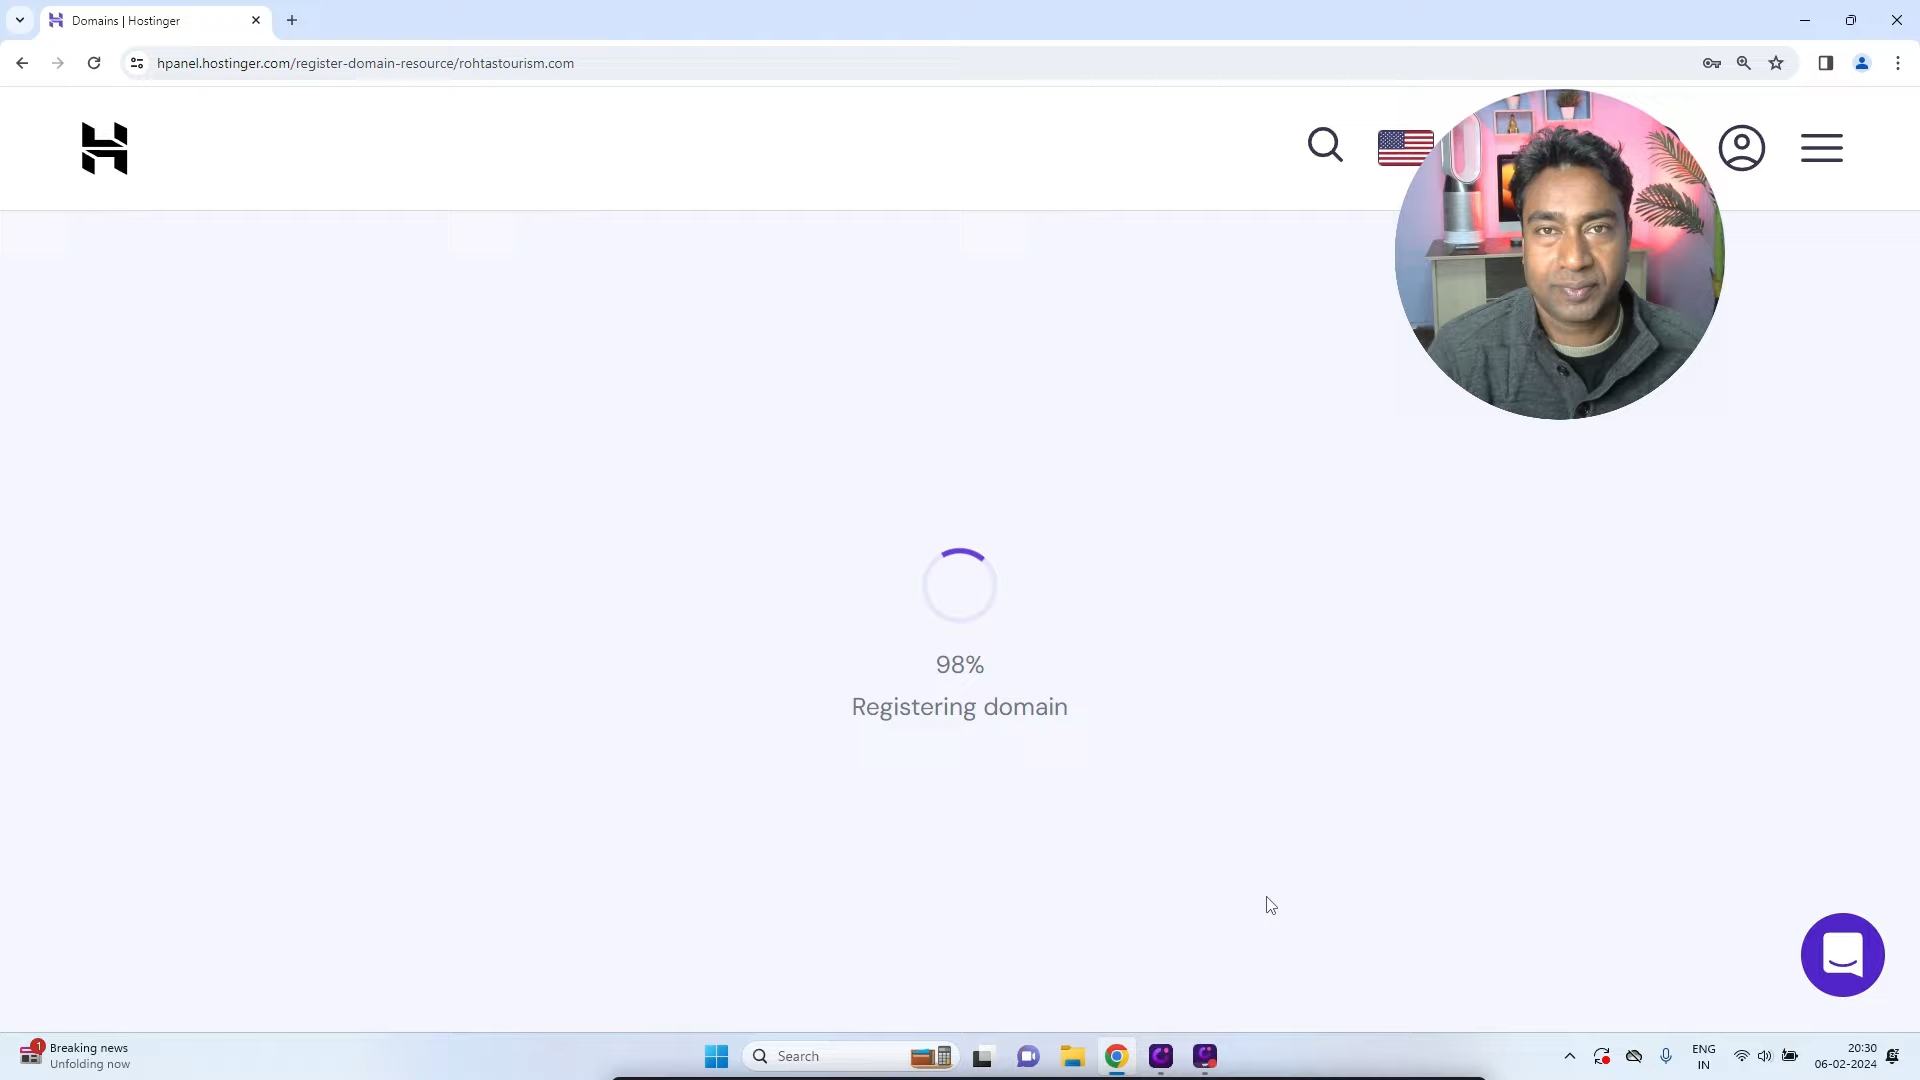 Domains | Hostinger
hpanel.hostinger.com/register-domain-resource/rohtastourism.com
98%
Registering domain
1
Breaking news
Unfolding now
Search
ENG
IN
20:30
06-02-2024